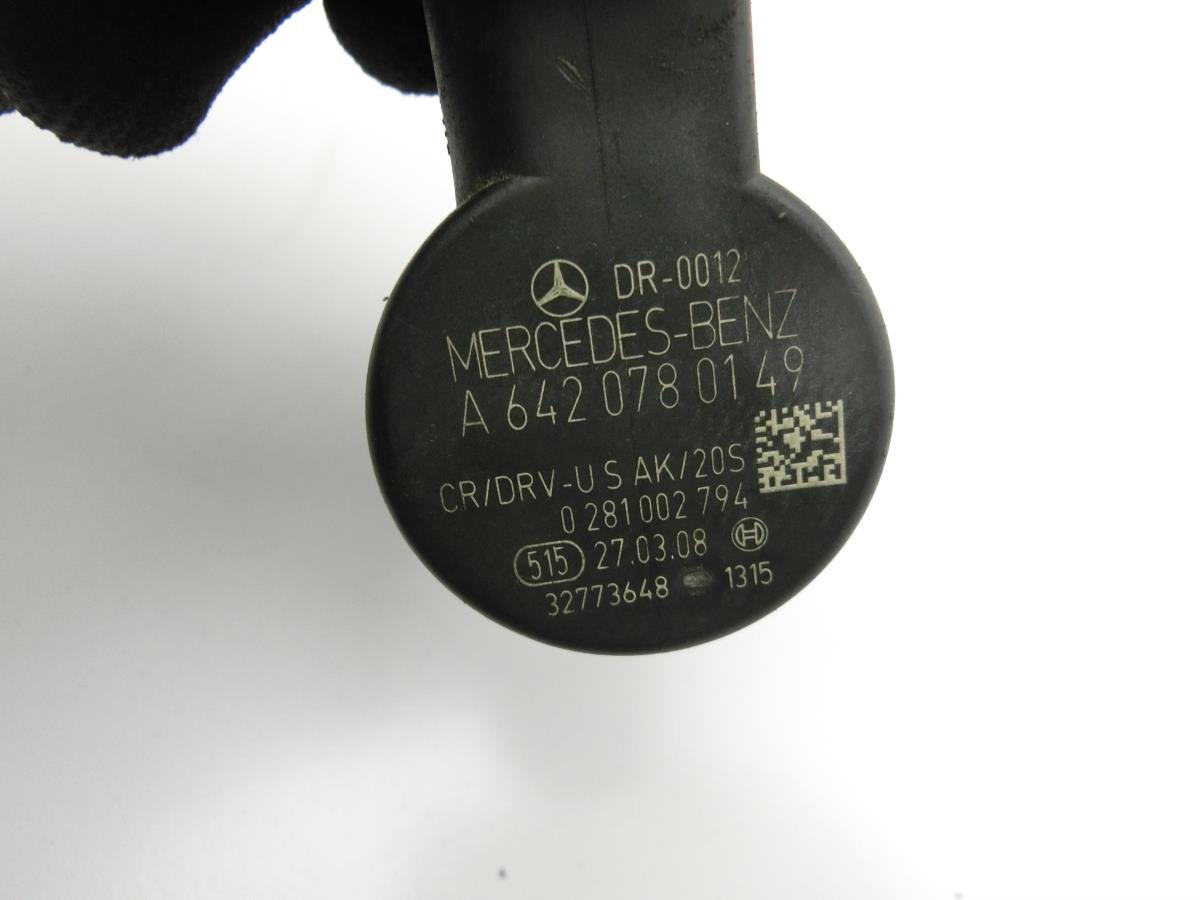 DR-0012
MERCEDES-BENZ
A 642 078 01 49
CR/DRV-U S AK/20S
0 281 002 794
515 27.03.08 H
32773648 1315